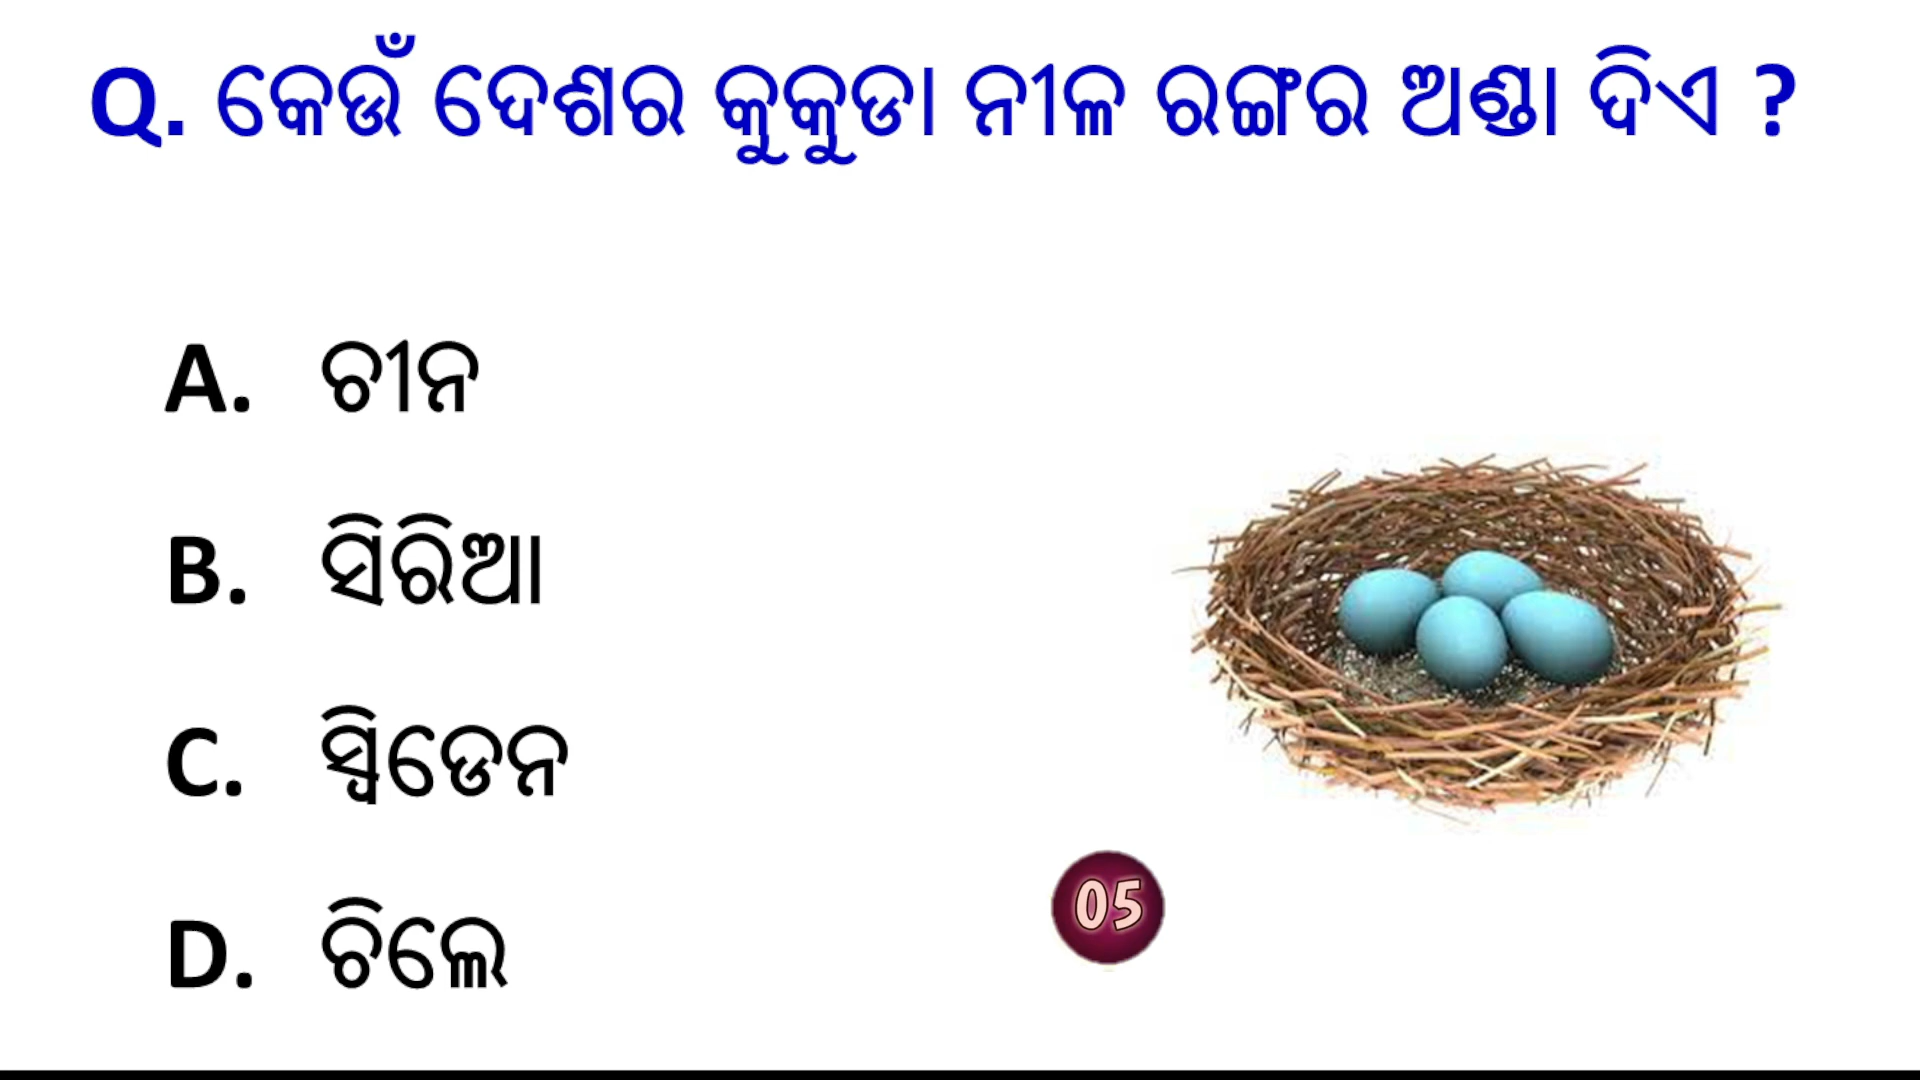 Q. କେଉଁ ଦେଶର କୁକୁଡା ନୀଳ ରଙ୍ଗର ଅଣ୍ଡା ଦିଏ ?
A. ଚୀନ
B. ସିରିଆ
C. ସ୍ୱିଡେନ
D. ଚିଲେ
05